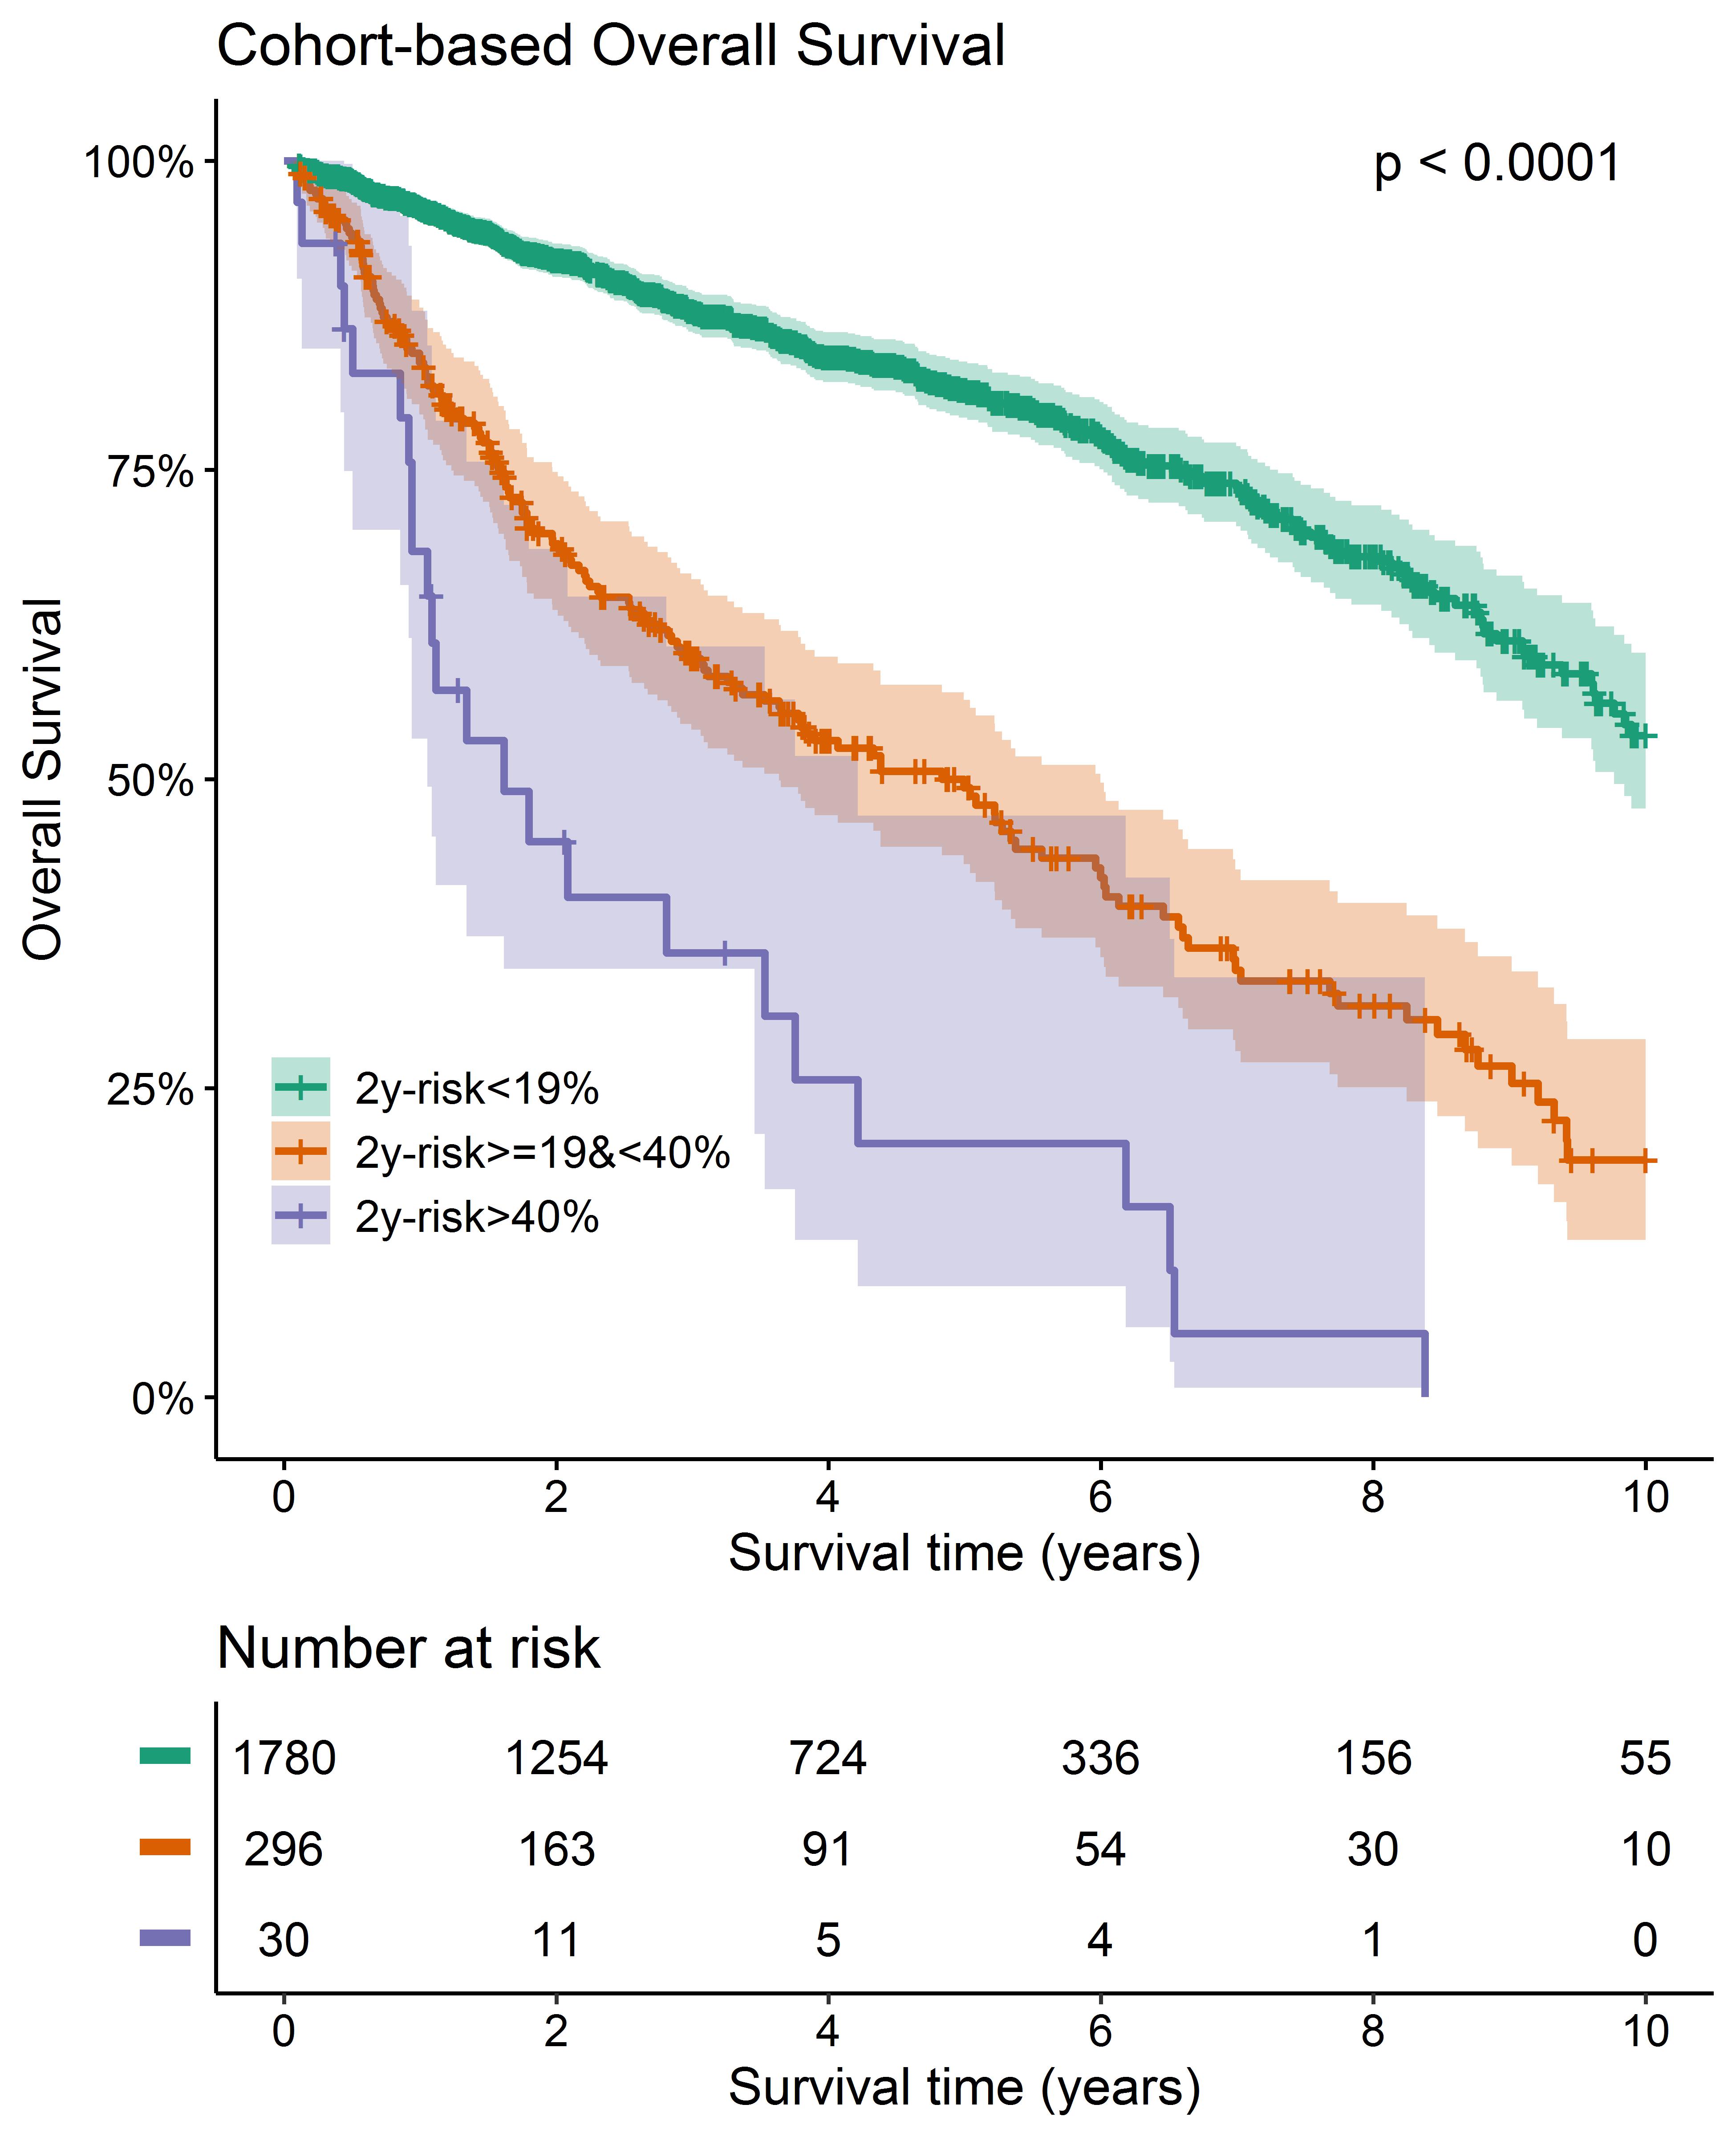 Cohort-based Overall Survival
p < 0.0001
100%
75%
50%
25%
0%
Overall Survival
2y-risk<19%
2y-risk>=19&<40%
2y-risk>40%
0 2 4 6 8 10
Survival time (years)
Number at risk
1780 1254 724 336 156 55
296 163 91 54 30 10
30 11 5 4 1 0
0 2 4 6 8 10
Survival time (years)